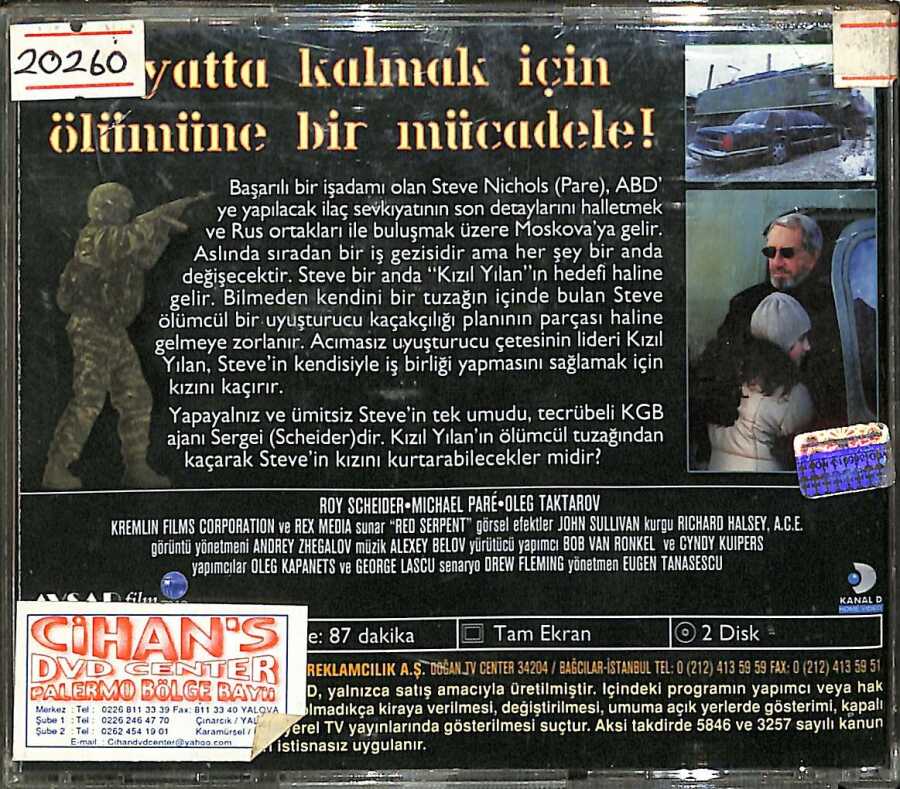 20260
yatta kalmak için
ölümüne bir mücadele!
Başarılı bir işadamı olan Steve Nichols (Pare), ABD'
ye yapılacak ilaç sevkıyatının son detaylarını halletmek
ve Rus ortakları ile buluşmak üzere Moskova'ya gelir.
Aslında sıradan bir iş gezisidir ama her şey bir anda
değişecektir. Steve bir anda "Kızıl Yılan"ın hedefi haline
gelir. Bilmeden kendini bir tuzağın içinde bulan Steve
ölümcül bir uyuşturucu kaçakçılığı planının parçası haline
gelmeye zorlanır. Acımasız uyuşturucu çetesinin lideri Kızıl
Yılan, Steve'in kendisiyle iş birliği yapmasını sağlamak için
kızını kaçırır.
Yapayalnız ve ümitsiz Steve'in tek umudu, tecrübeli KGB
ajanı Sergei (Scheider)dir. Kızıl Yılan'ın ölümcül tuzağından
kaçarak Steve'in kızını kurtarabilecekler midir?
ROY SCHEIDER•MICHAEL PARÉ•OLEG TAKTAROV
KREMLIN FILMS CORPORATION ve REX MEDIA sunar "RED SERPENT" görsel efektler JOHN SULLIVAN kurgu RICHARD HALSEY, A.C.E.
görüntü yönetmeni ANDREY ZHEGALOV müzik ALEXEY BELOV yürütücü yapımcı BOB VAN RONKEL ve CYNDY KUIPERS
yapımcılar OLEG KAPANETS ve GEORGE LASCU senaryo DREW FLEMING yönetmen EUGEN TANASESCU
AVŞAR film
KANAL D
HOME VIDEO
e: 87 dakika
Tam Ekran
2 Disk
REKLAMCILIK A.Ş. DOĞAN TV CENTER 34204 / BAĞCILAR-İSTANBUL TEL: 0 (212) 413 59 59 FAX: 0 (212) 413 59 51
D, yalnızca satış amacıyla üretilmiştir. Içindeki programın yapımcı veya hak
olmadıkça kiraya verilmesi, değiştirilmesi, umuma açık yerlerde gösterimi, kapalı
yerel TV yayınlarında gösterilmesi suçtur. Aksi takdirde 5846 ve 3257 sayılı kanun
istisnasız uygulanır.
CiHAN'S
DVD CENTER
PALERMO BÖLGE BAYİİ
Merkez : Tel : 0226 811 33 39 Fax: 811 33 40 YALOVA
Şube 1 : Tel : 0226 246 47 70 Çınarcık / YAL
Şube 2 : Tel : 0262 454 19 01 Karamürsel /
E-mail : Cihandvdcenter@yahoo.com